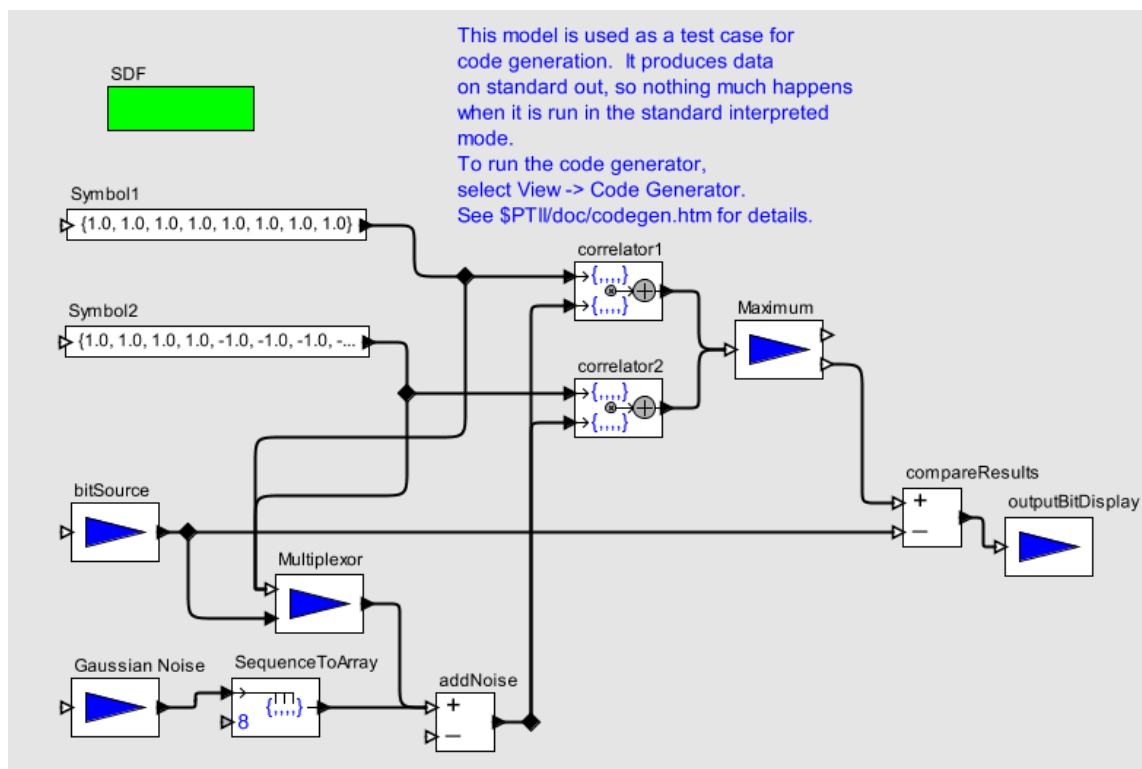 This model is used as a test case for
code generation. It produces data
on standard out, so nothing much happens
when it is run in the standard interpreted
mode.
To run the code generator,
select View -> Code Generator.
See $PTII/doc/codegen.htm for details.
SDF
Symbol1
{1.0, 1.0, 1.0, 1.0, 1.0, 1.0, 1.0, 1.0}
correlator1
{,,,,}
{,,,,}
Symbol2
{1.0, 1.0, 1.0, 1.0, -1.0, -1.0, -1.0, -...
Maximum
correlator2
{,,,,}
{,,,,}
bitSource
compareResults
+
–
outputBitDisplay
Multiplexor
Gaussian Noise
SequenceToArray
{,,,,}
8
addNoise
+
–